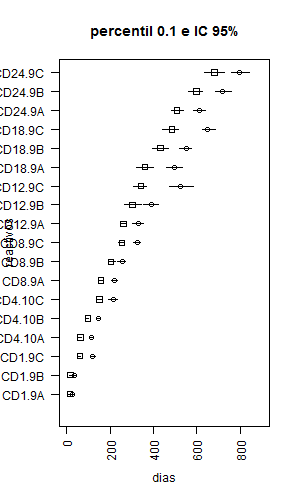 percentil 0.1 e IC 95%
CD24.9C
CD24.9B
CD24.9A
CD18.9C
CD18.9B
CD18.9A
CD12.9C
CD12.9B
CD12.9A
CD8.9C
CD8.9B
CD8.9A
CD4.10C
CD4.10B
CD4.10A
CD1.9C
CD1.9B
CD1.9A
0
200
400
600
800
dias